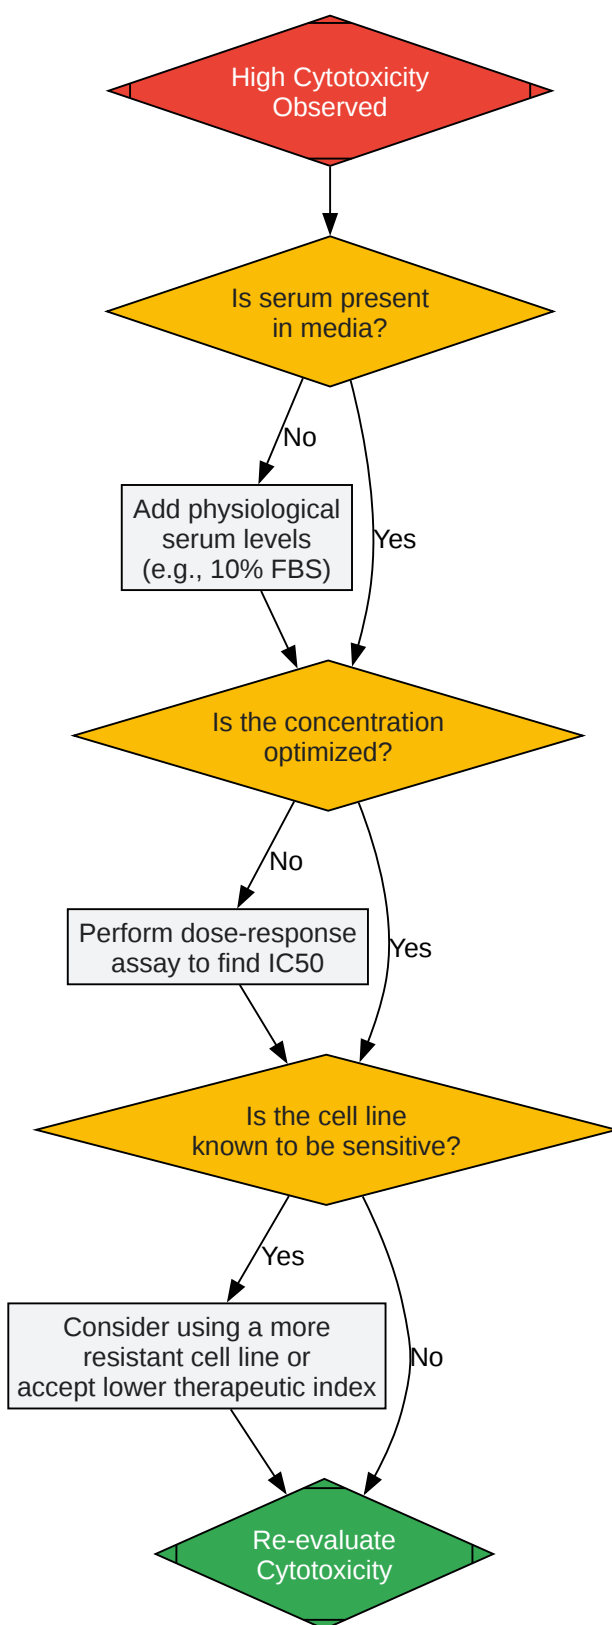 High Cytotoxicity
Observed
Is serum present
in media?
No
Add physiological
serum levels
(e.g., 10% FBS)
Yes
Is the concentration
optimized?
No
Perform dose-response
assay to find IC50
Yes
Is the cell line
known to be sensitive?
Yes
Consider using a more
resistant cell line or
accept lower therapeutic index
No
Re-evaluate
Cytotoxicity